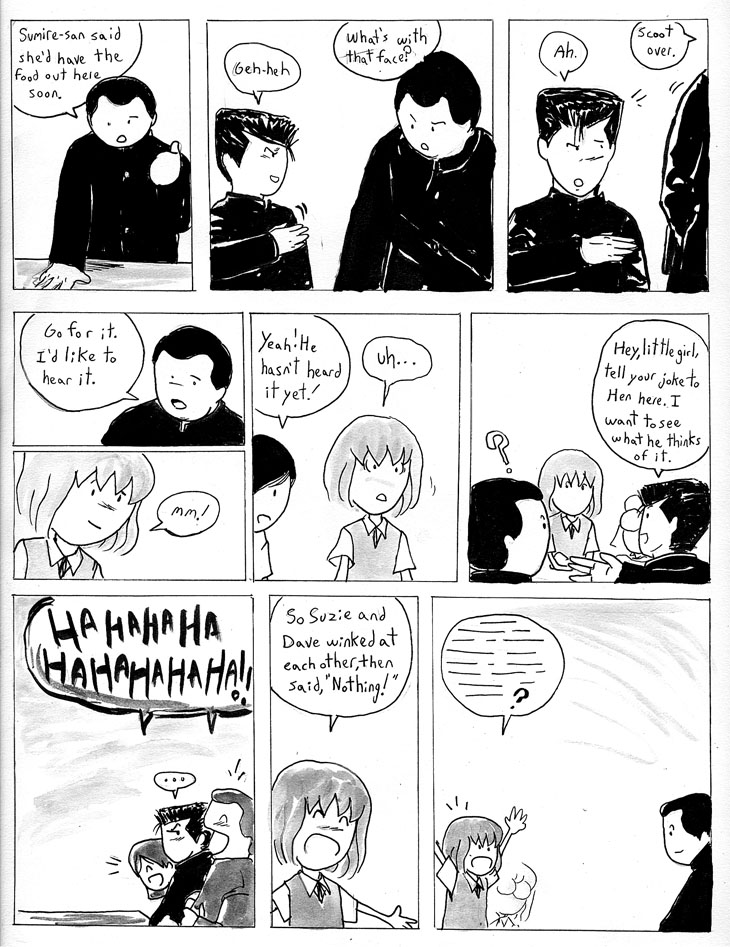 Scoot
over.
Ah.
What's with
that face?
Geh-heh
Sumire-san said
she'd have the
food out here
soon.
Hey, little girl,
tell your joke to
Hen here. I
want to see
what he thinks
of it.
?
Uh...
Yeah! He
hasn't heard
it yet!
Go for it.
I'd like to
hear it.
mm!
?
So Suzie and
Dave winked at
each other, then
said, "Nothing!"
HAHAHAHA
HAHAHAHAHA!!
...